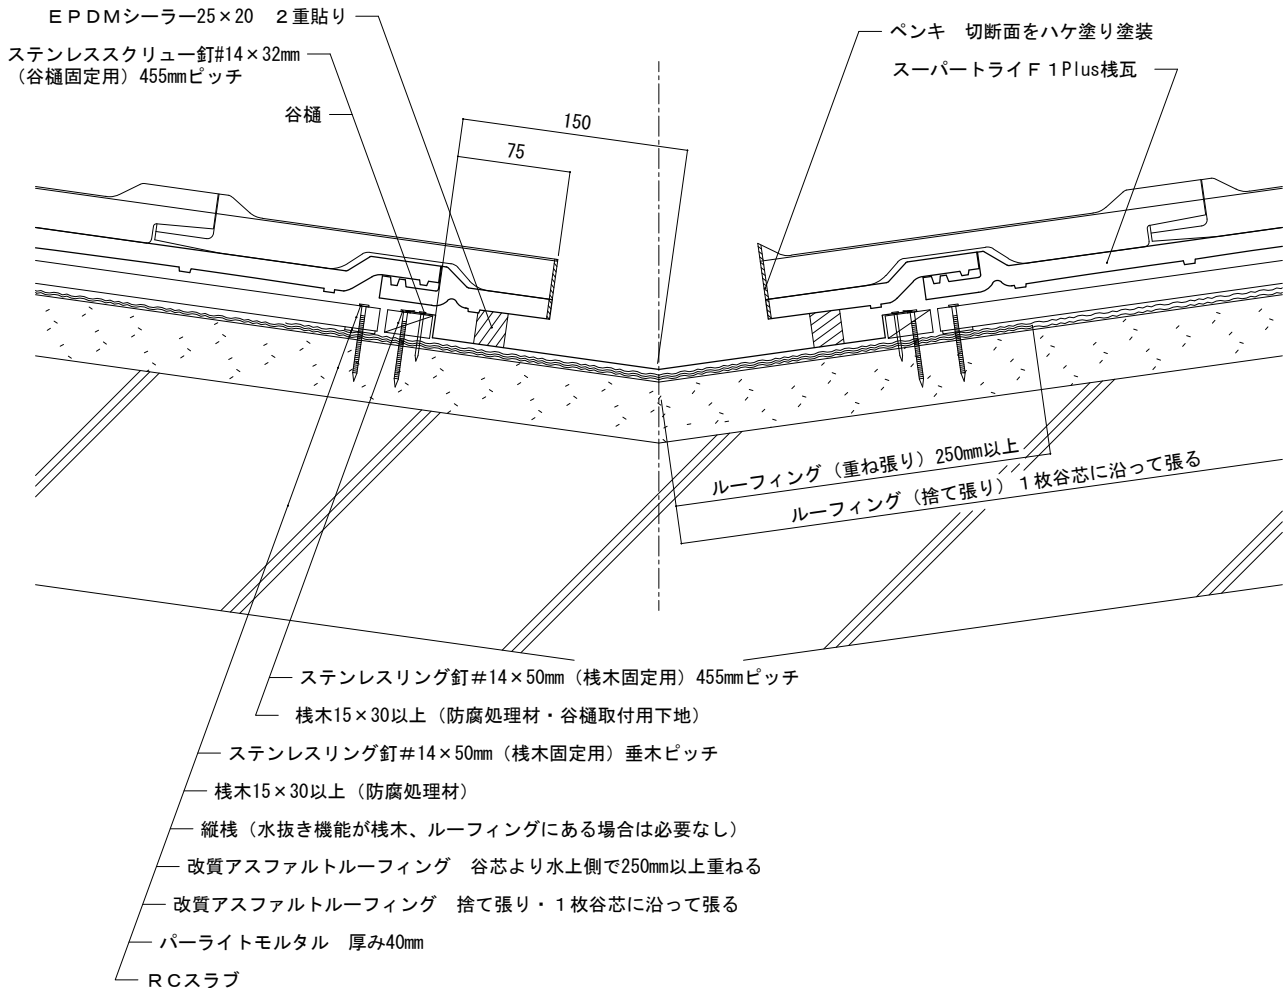 ＥＰＤＭシーラー25×20　２重貼り
ステンレススクリュー釘#14×32mm
（谷樋固定用）455mmピッチ
谷樋
150
75
ペンキ　切断面をハケ塗り塗装
スーパートライＦ１Plus桟瓦
ルーフィング（重ね張り）250mm以上
ルーフィング（捨て張り）１枚谷芯に沿って張る
ステンレスリング釘＃14×50mm（桟木固定用）455mmピッチ
桟木15×30以上（防腐処理材・谷樋取付用下地）
ステンレスリング釘＃14×50mm（桟木固定用）垂木ピッチ
桟木15×30以上（防腐処理材）
縦桟（水抜き機能が桟木、ルーフィングにある場合は必要なし）
改質アスファルトルーフィング　谷芯より水上側で250mm以上重ねる
改質アスファルトルーフィング　捨て張り・１枚谷芯に沿って張る
パーライトモルタル　厚み40mm
ＲＣスラブ